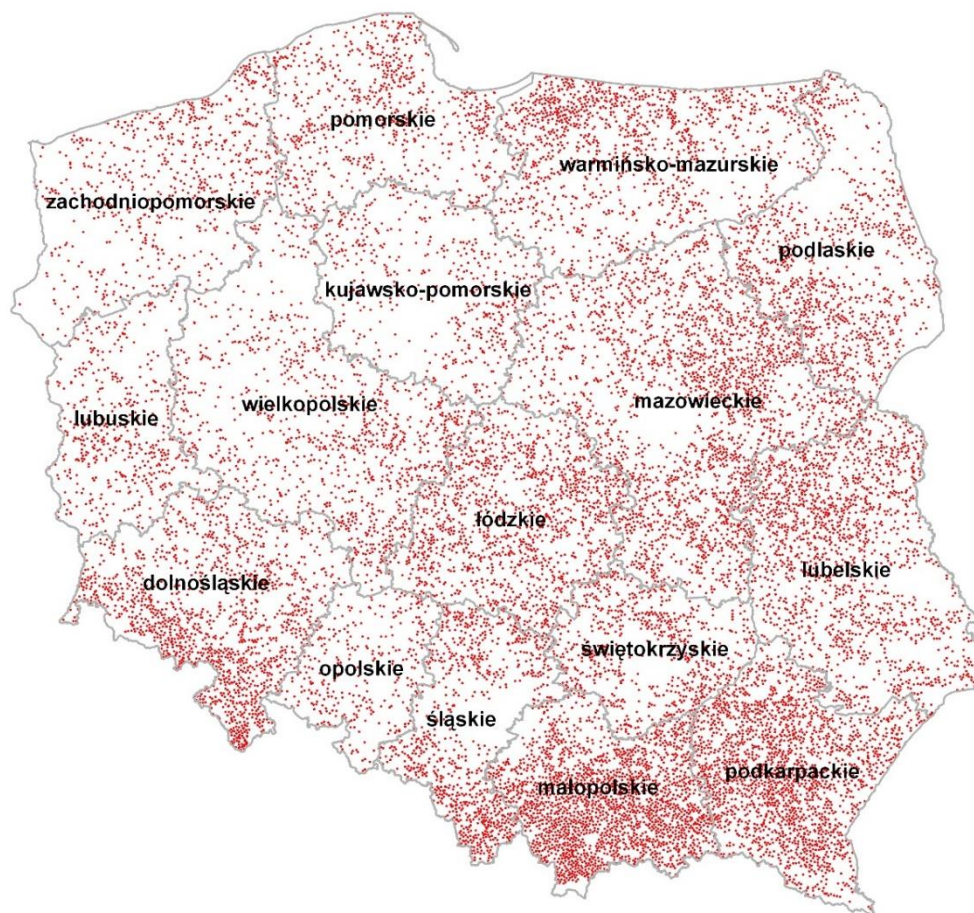 pomorskie
warmińsko-mazurskie
zachodniopomorskie
podlaskie
kujawsko-pomorskie
lubuskie
wielkopolskie
mazowieckie
łódzkie
dolnośląskie
lubelskie
opolskie
świętokrzyskie
śląskie
małopolskie
podkarpackie